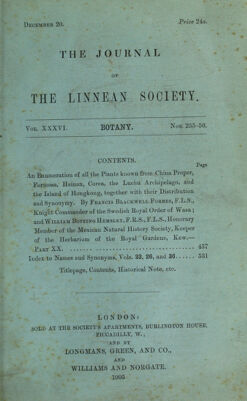 DECEMBER 20.
Price 24s.
THE JOURNAL
OF
THE LINNEAN SOCIETY.
VOL. XXXVI. BOTANY. Nos. 255-56.
CONTENTS.
Page
An Enumeration of all the Plants known from China Proper,
Formosa, Hainan, Corea, the Luchu Archipelago, and
the Island of Hongkong, together with their Distribution
and Synonymy. By FRANCIS BLACKWELL FORBES, F.L.S.,
Knight Commander of the Swedish Royal Order of Wasa;
and WILLIAM BOTTING HEMSLEY, F.R.S., F.L.S., Honorary
Member of the Mexican Natural History Society, Keeper
of the Herbarium of the Royal Gardens, Kew.—
PART XX. ........ 457
Index to Names and Synonyms, Vols. 23, 26, and 36 ...... 531
Titlepage, Contents, Historical Note, etc.
LONDON:
SOLD AT THE SOCIETY'S APARTMENTS, BURLINGTON HOUSE,
PICCADILLY, W.,
AND BY
LONGMANS, GREEN, AND CO.,
AND
WILLIAMS AND NORGATE.
1905